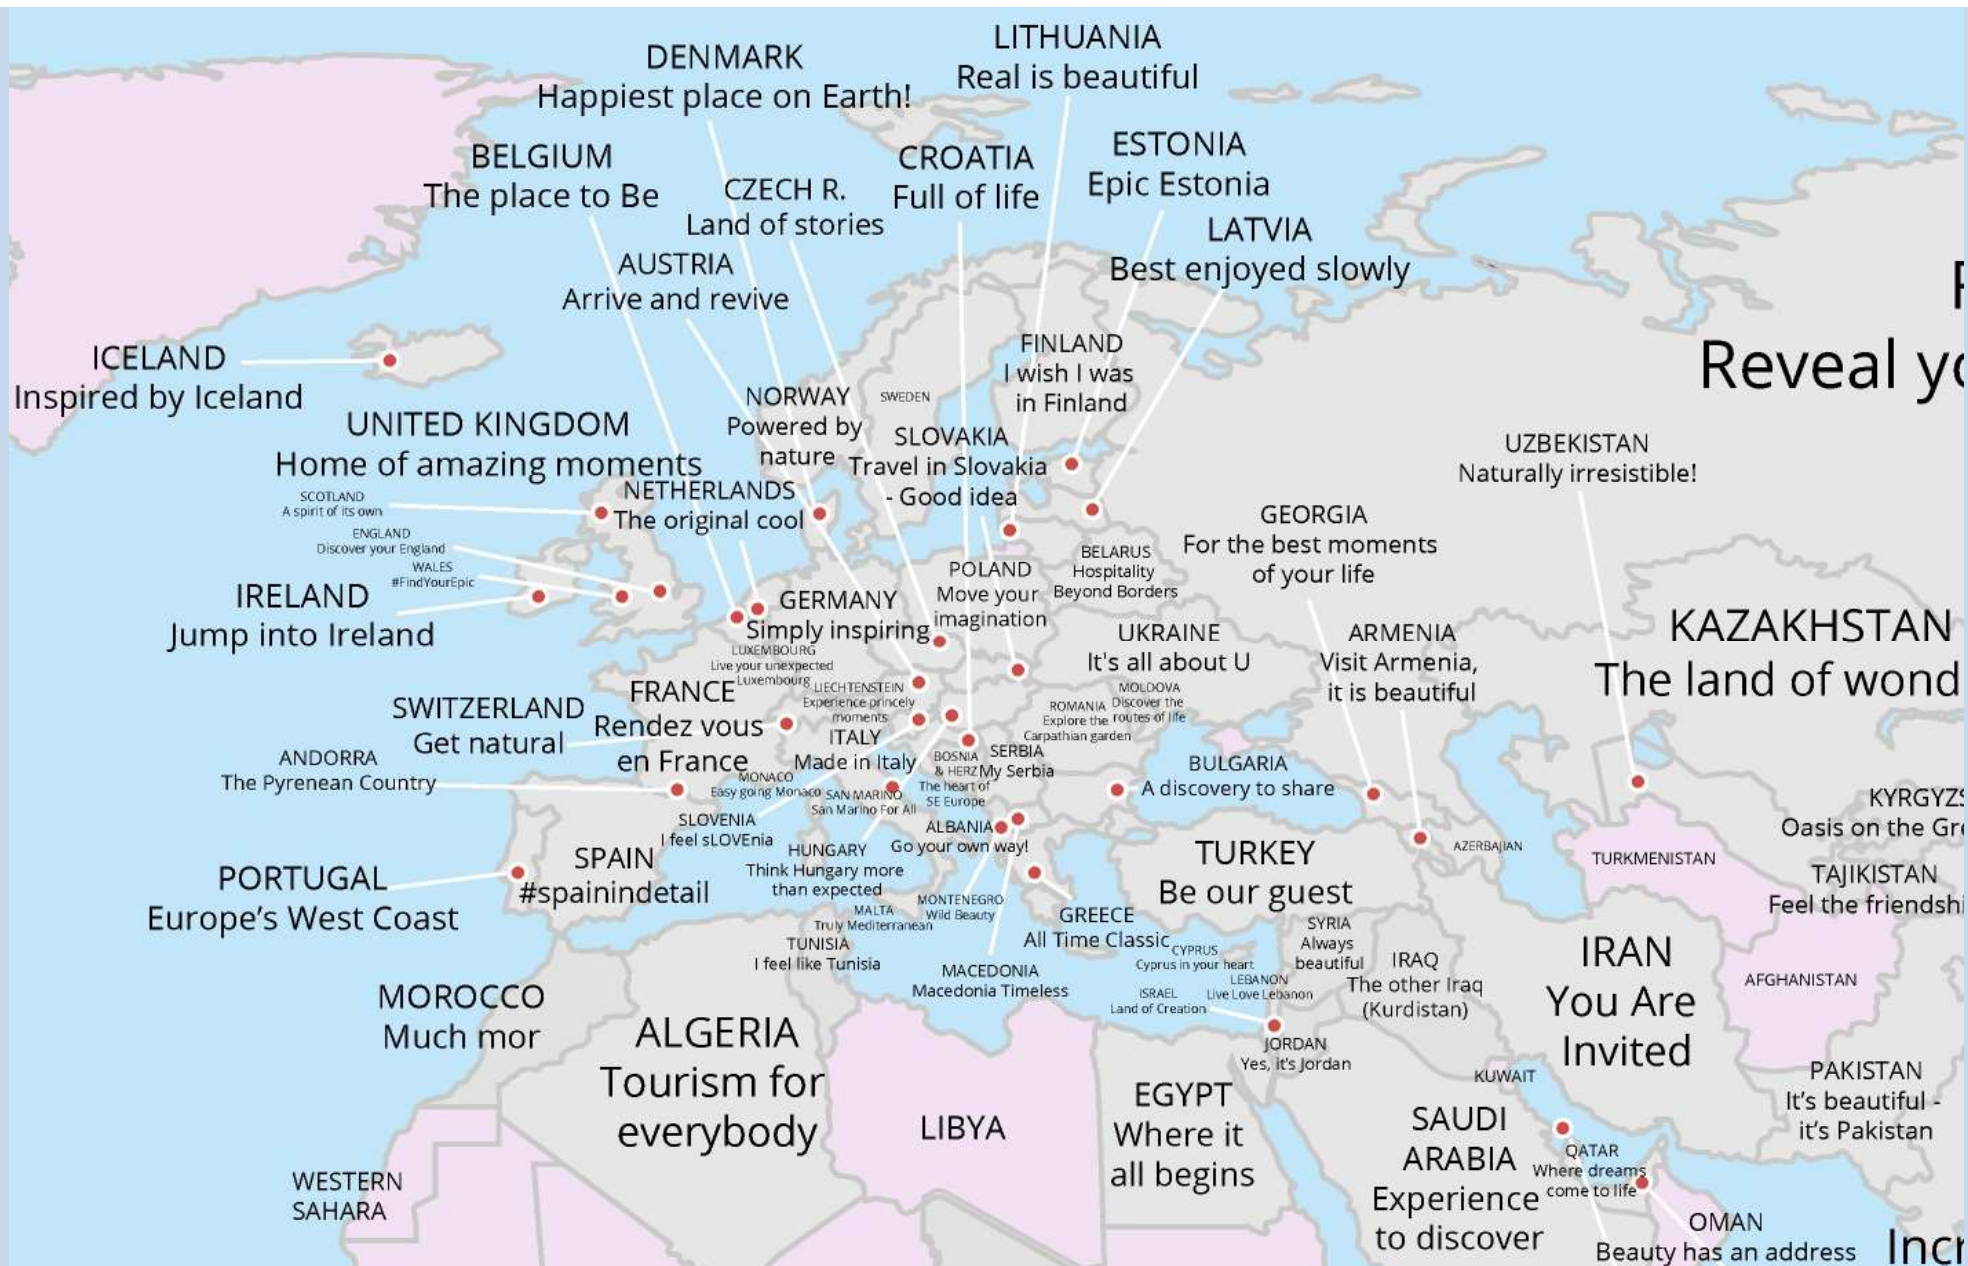 LITHUANIA
Real is beautiful
DENMARK
Happiest place on Earth!
ESTONIA
Epic Estonia
BELGIUM
The place to Be
CROATIA
Full of life
CZECH R.
Land of stories
LATVIA
Best enjoyed slowly
AUSTRIA
Arrive and revive
ICELAND
Inspired by Iceland
FINLAND
I wish I was
in Finland
Reveal yo
NORWAY
Powered by
nature
SWEDEN
UNITED KINGDOM
Home of amazing moments
SLOVAKIA
Travel in Slovakia
- Good idea
UZBEKISTAN
Naturally irresistible!
SCOTLAND
A spirit of its own
NETHERLANDS
The original cool
ENGLAND
Discover your England
WALES
#FindYourEpic
GEORGIA
For the best moments
of your life
BELARUS
Hospitality
Beyond Borders
POLAND
Move your
imagination
IRELAND
Jump into Ireland
GERMANY
Simply inspiring
UKRAINE
It's all about U
ARMENIA
Visit Armenia,
it is beautiful
KAZAKHSTAN
The land of wond
LUXEMBOURG
Live your unexpected
Luxembourg
LIECHTENSTEIN
Experience princely
moments
MOLDOVA
Discover the
routes of life
ROMANIA
Explore the
Carpathian garden
SWITZERLAND
Get natural
FRANCE
Rendez vous
en France
ITALY
Made in Italy
ANDORRA
The Pyrenean Country
BOSNIA
& HERZ
The heart of
SE Europe
SERBIA
My Serbia
BULGARIA
A discovery to share
MONACO
Easy going Monaco
SAN MARINO
San Marino For All
KYRGYZS
Oasis on the Gre
SLOVENIA
I feel sLOVEnia
ALBANIA
Go your own way!
HUNGARY
Think Hungary more
than expected
SPAIN
#spainindetail
TURKEY
Be our guest
AZERBAJIAN
TURKMENISTAN
TAJIKISTAN
Feel the friendshi
PORTUGAL
Europe’s West Coast
MONTENEGRO
Wild Beauty
MALTA
Truly Mediterranean
GREECE
All Time Classic
SYRIA
Always
beautiful
TUNISIA
I feel like Tunisia
CYPRUS
Cyprus in your heart
IRAQ
The other Iraq
(Kurdistan)
IRAN
You Are
Invited
MACEDONIA
Macedonia Timeless
LEBANON
Live Love Lebanon
ISRAEL
Land of Creation
AFGHANISTAN
MOROCCO
Much mor
ALGERIA
Tourism for
everybody
JORDAN
Yes, it's Jordan
KUWAIT
PAKISTAN
It’s beautiful -
it’s Pakistan
LIBYA
EGYPT
Where it
all begins
SAUDI
ARABIA
Experience
to discover
QATAR
Where dreams
come to life
WESTERN
SAHARA
OMAN
Beauty has an address
Incr